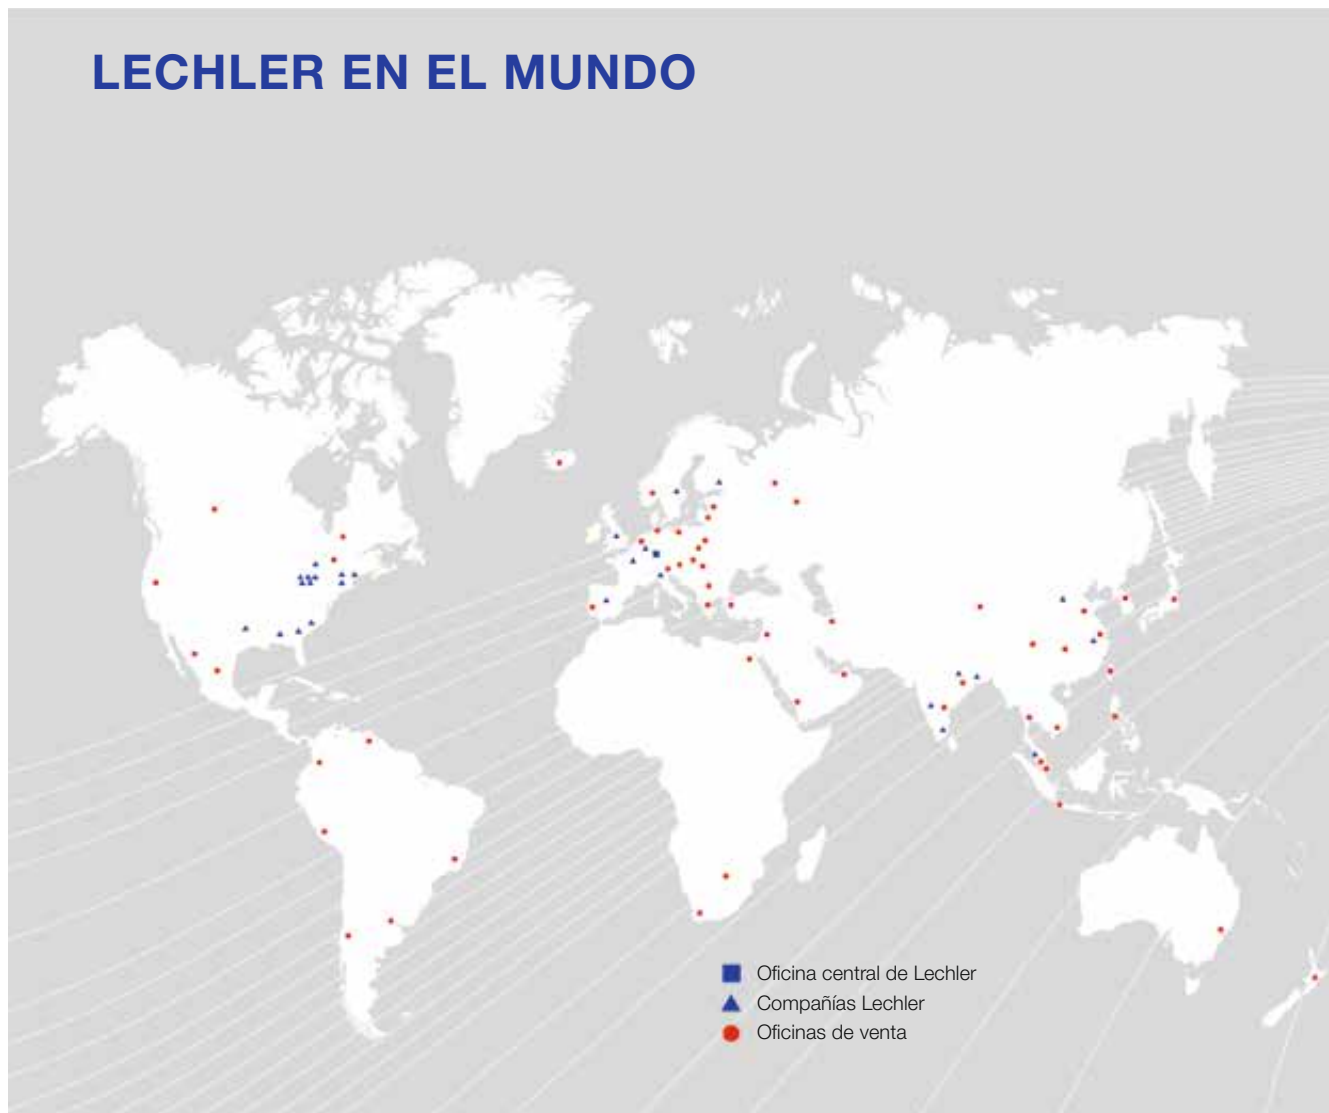 LECHLER EN EL MUNDO
Oficina central de Lechler
Compañías Lechler
Oficinas de venta